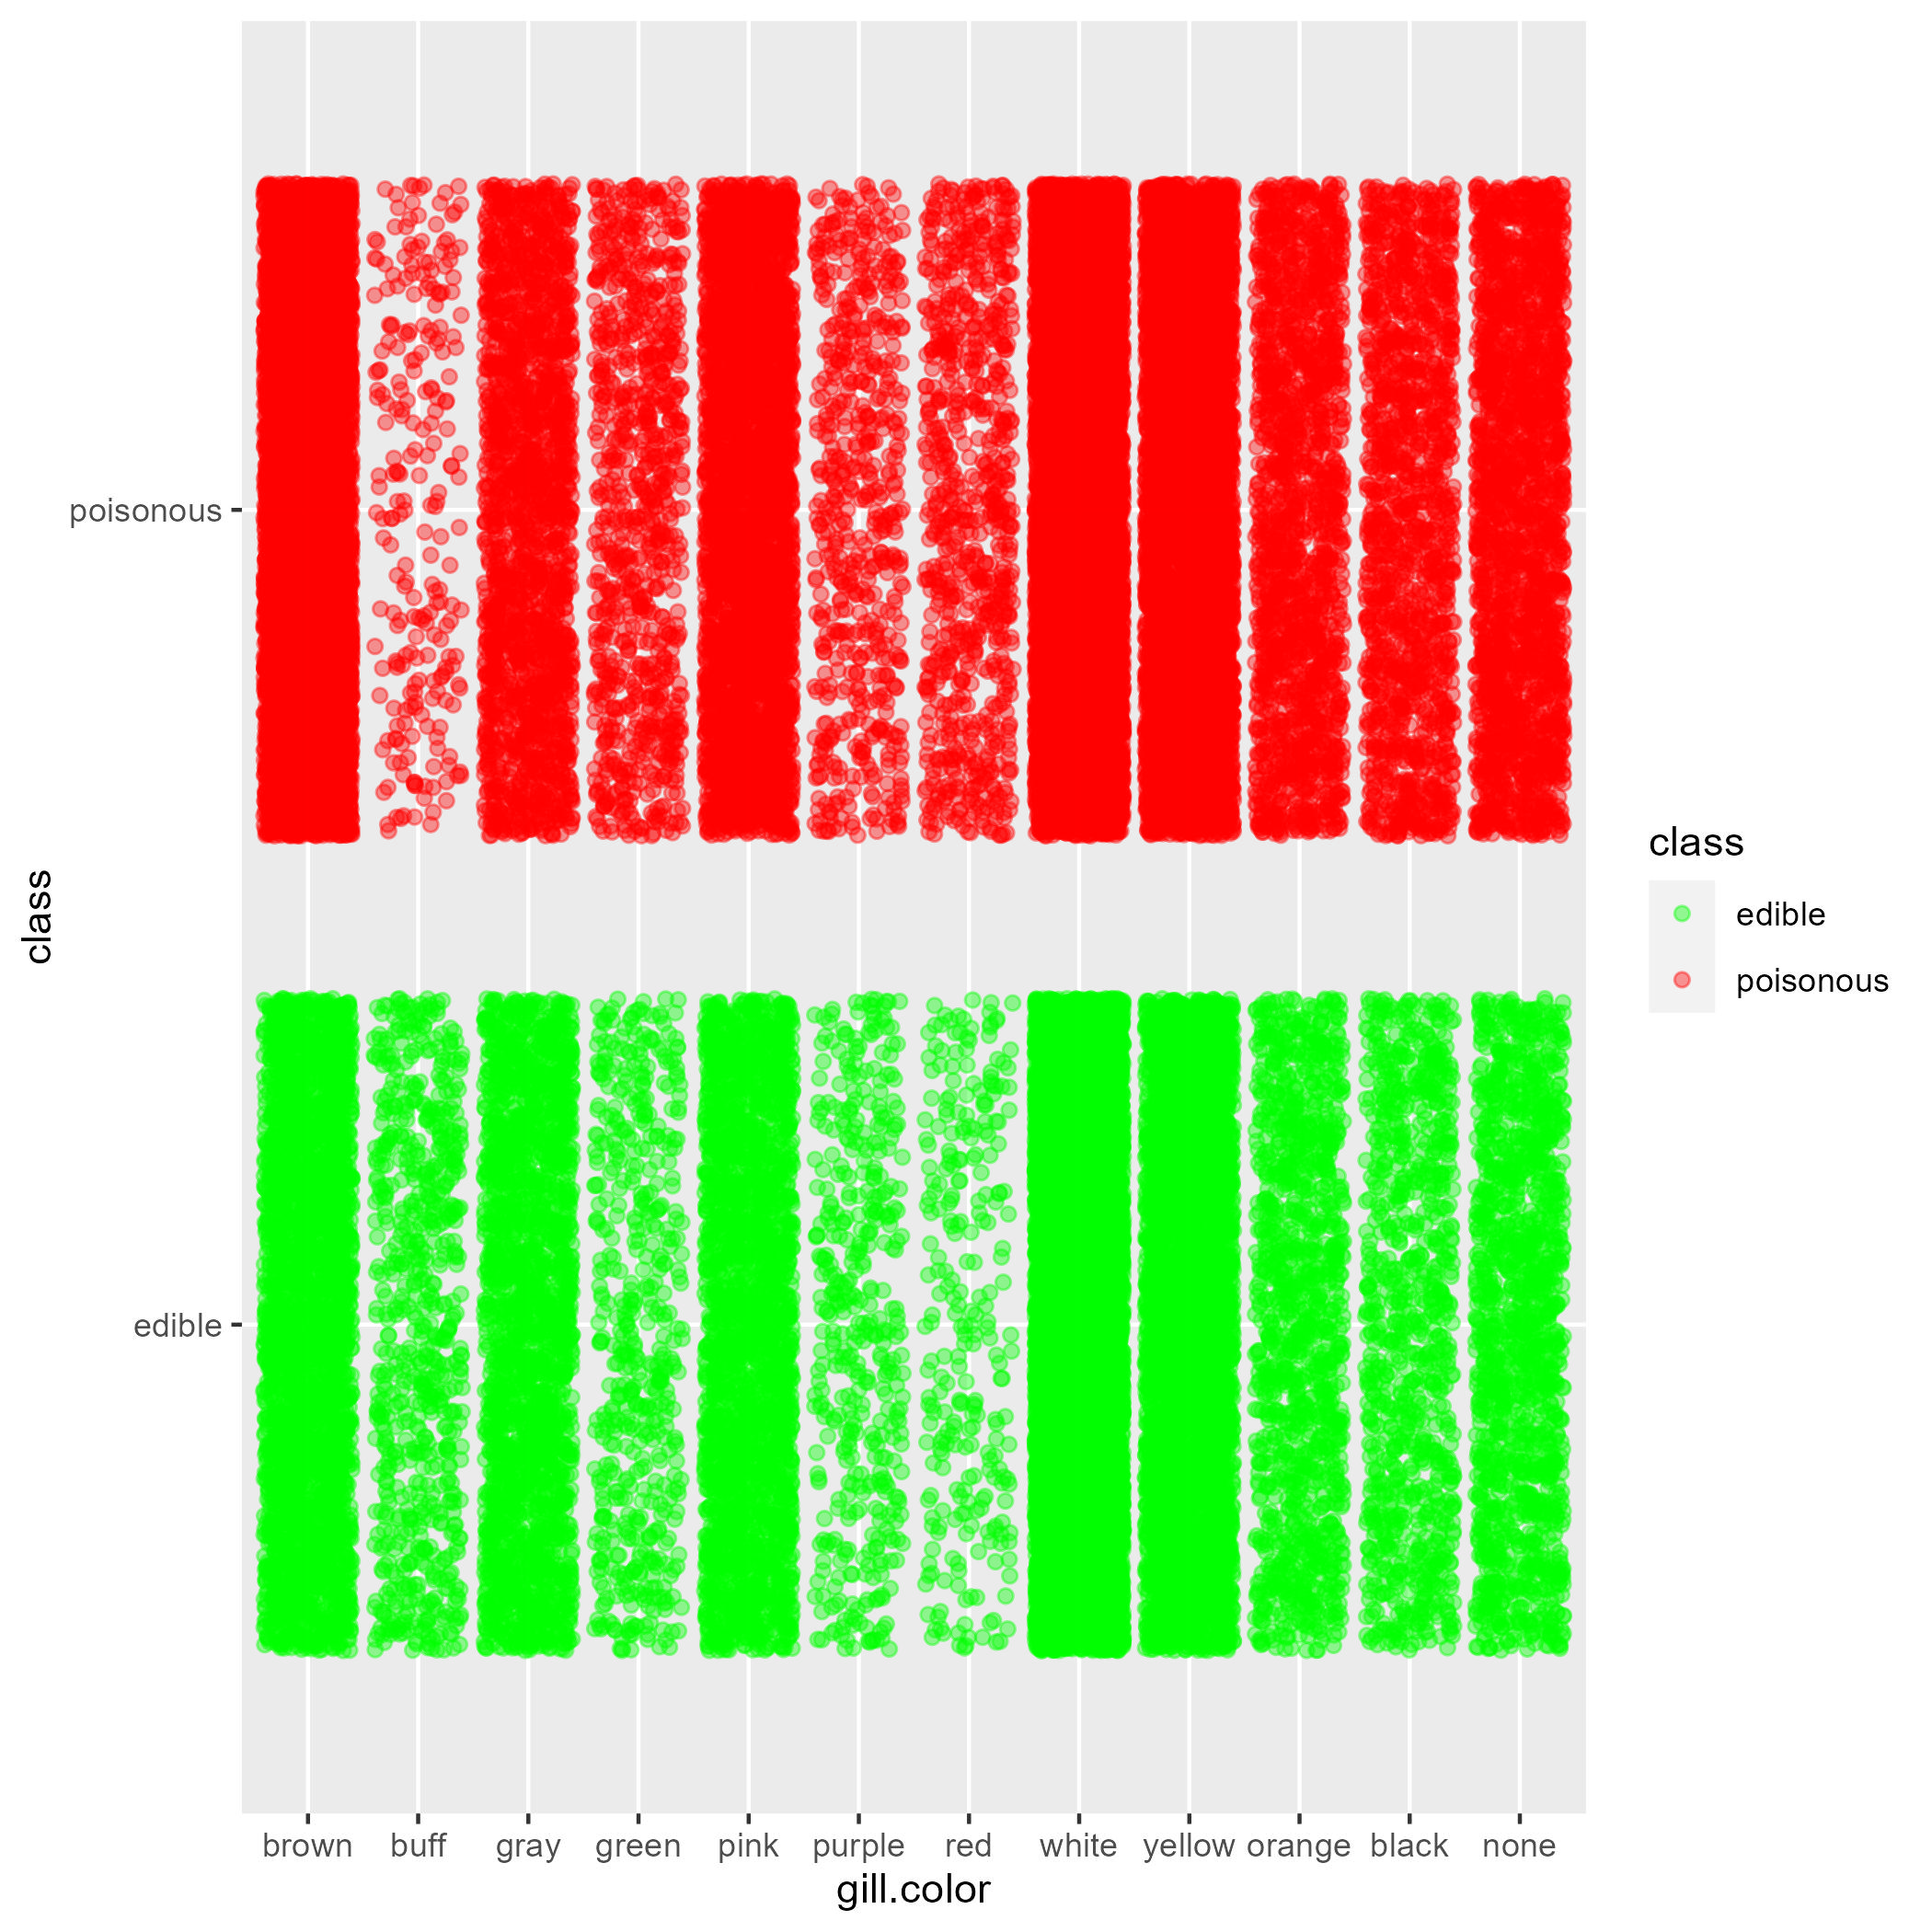 poisonous
edible
class
brown buff gray green pink purple red white yellow orange black none
gill.color
class
edible
poisonous